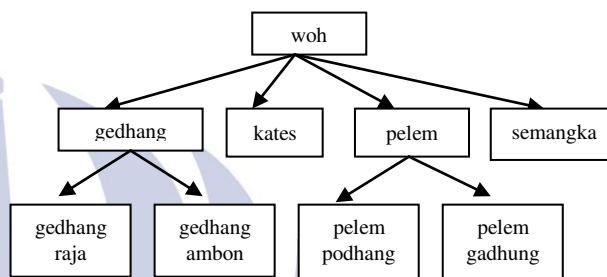 woh
gedhang
kates
pelem
semangka
gedhang
raja
gedhang
ambon
pelem
podhang
pelem
gadhung